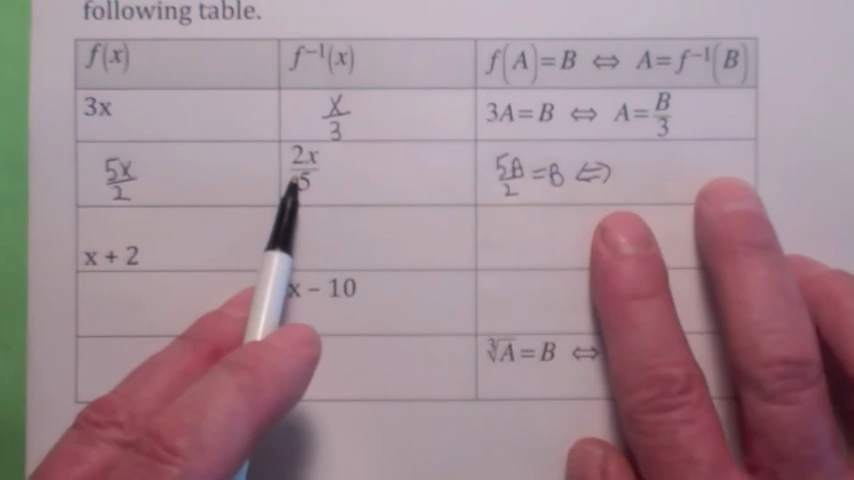 following table.
f(x) f⁻¹(x) f(A)=B ⇔ A=f⁻¹(B)
3x x/3 3A=B ⇔ A=B/3
5x/2 2x/5 5A/2=B ⇔
x + 2
x – 10
∛A=B ⇔